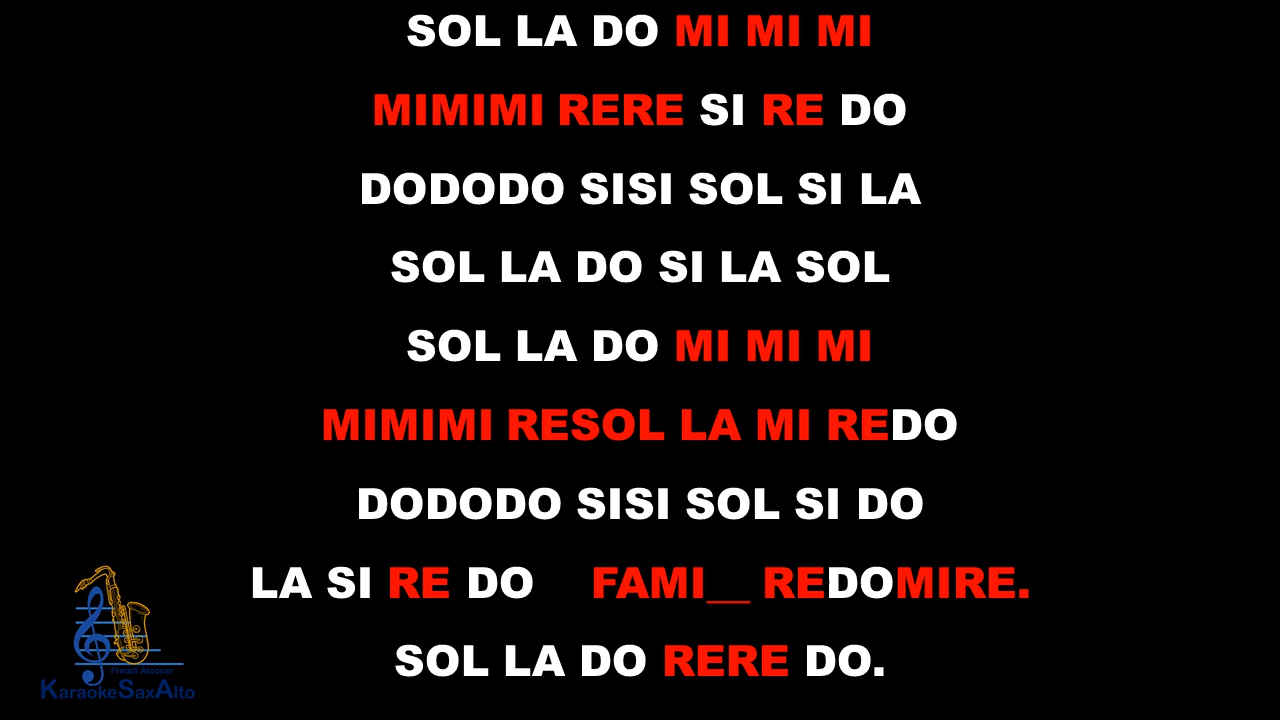 SOL LA DO MI MI MI
MIMIMI RERE SI RE DO
DODODO SISI SOL SI LA
SOL LA DO SI LA SOL
SOL LA DO MI MI MI
MIMIMI RESOL LA MI REDO
DODODO SISI SOL SI DO
LA SI RE DO FAMI__ REDOMIRE.
SOL LA DO RERE DO.
Freddi Alcocer
KaraokeSaxAlto